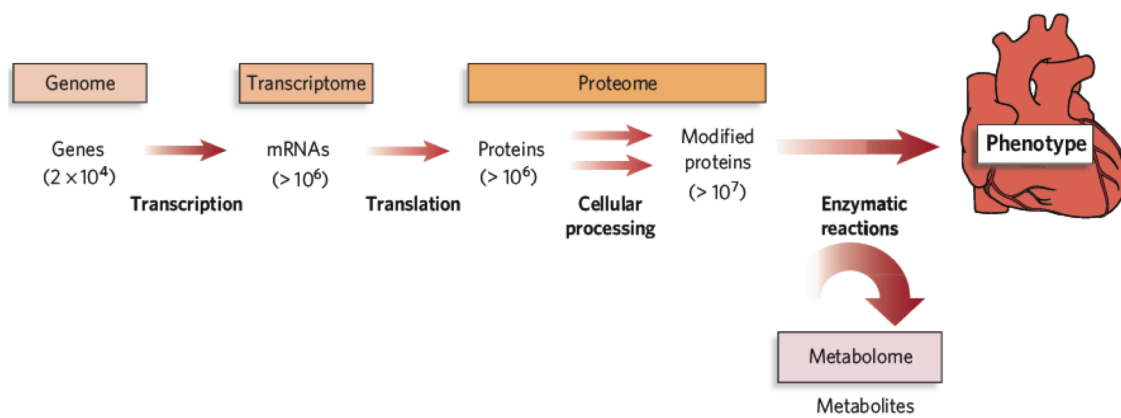 Genome
Transcriptome
Proteome
Genes
(2 × 10⁴)
Transcription
mRNAs
(> 10⁶)
Translation
Proteins
(> 10⁶)
Cellular
processing
Modified
proteins
(> 10⁷)
Enzymatic
reactions
Phenotype
Metabolome
Metabolites